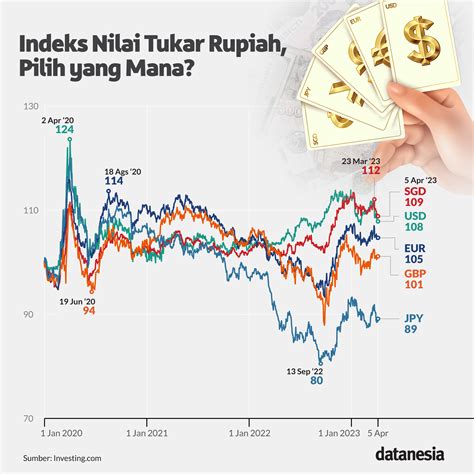 Indeks Nilai Tukar Rupiah,
Pilih yang Mana?
EUR
USD
$
130
2 Apr '20
124
18 Ags '20
114
23 Mar '23
112
5 Apr '23
SGD
109
USD
108
110
EUR
105
GBP
101
19 Jun '20
94
90
JPY
89
13 Sep '22
80
70
1 Jan 2020
1 Jan 2021
1 Jan 2022
1 Jan 2023
5 Apr
Sumber: Investing.com
datanesia